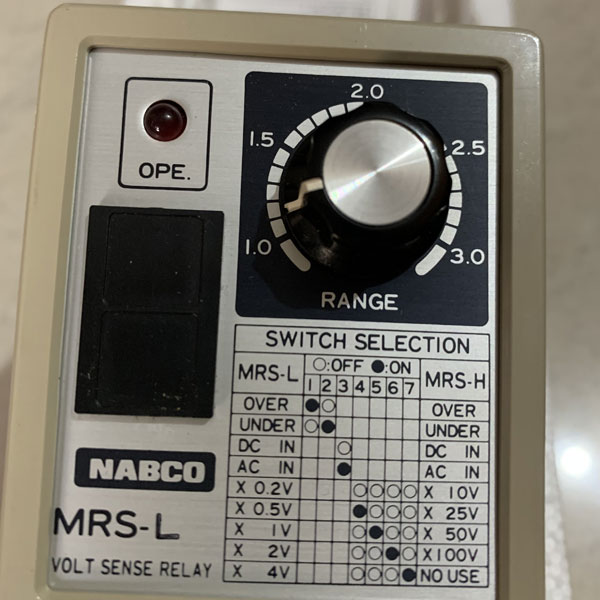 OPE.
1.0 1.5 2.0 2.5 3.0
RANGE
SWITCH SELECTION
MRS-L ○:OFF ●:ON MRS-H
1 2 3 4 5 6 7
OVER ●○ OVER
UNDER ○● UNDER
DC IN ○ DC IN
AC IN ● AC IN
X 0.2V ○○○○ X 10V
X 0.5V ●○○○ X 25V
X 1V ○●○○ X 50V
X 2V ○○●○ X100V
X 4V ○○○● NO USE
NABCO
MRS-L
VOLT SENSE RELAY